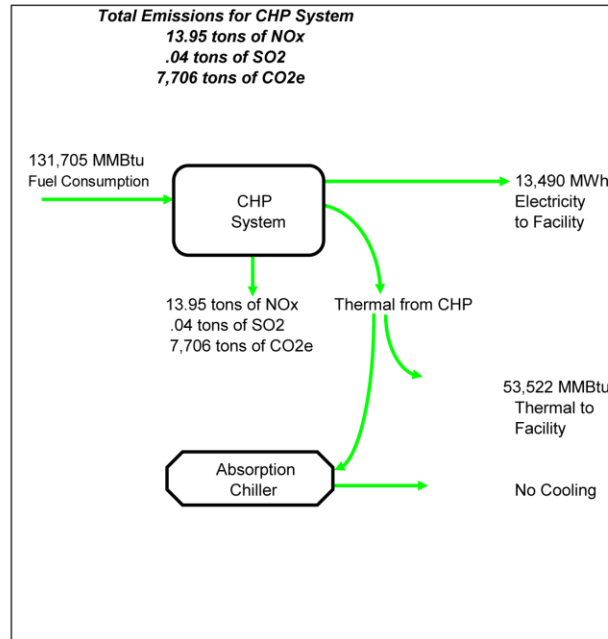 Total Emissions for CHP System
13.95 tons of NOx
.04 tons of SO2
7,706 tons of CO2e
131,705 MMBtu
Fuel Consumption
CHP
System
13,490 MWh
Electricity
to Facility
13.95 tons of NOx
.04 tons of SO2
7,706 tons of CO2e
Thermal from CHP
53,522 MMBtu
Thermal to
Facility
Absorption
Chiller
No Cooling